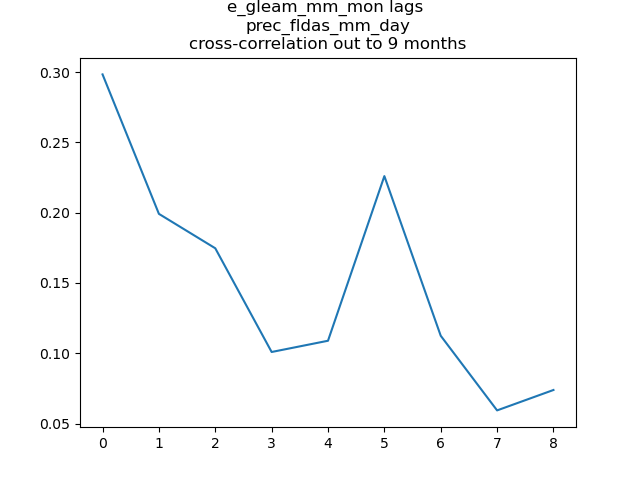 e_gleam_mm_mon lags
prec_fldas_mm_day
cross-correlation out to 9 months
0.30
0.25
0.20
0.15
0.10
0.05
0 1 2 3 4 5 6 7 8